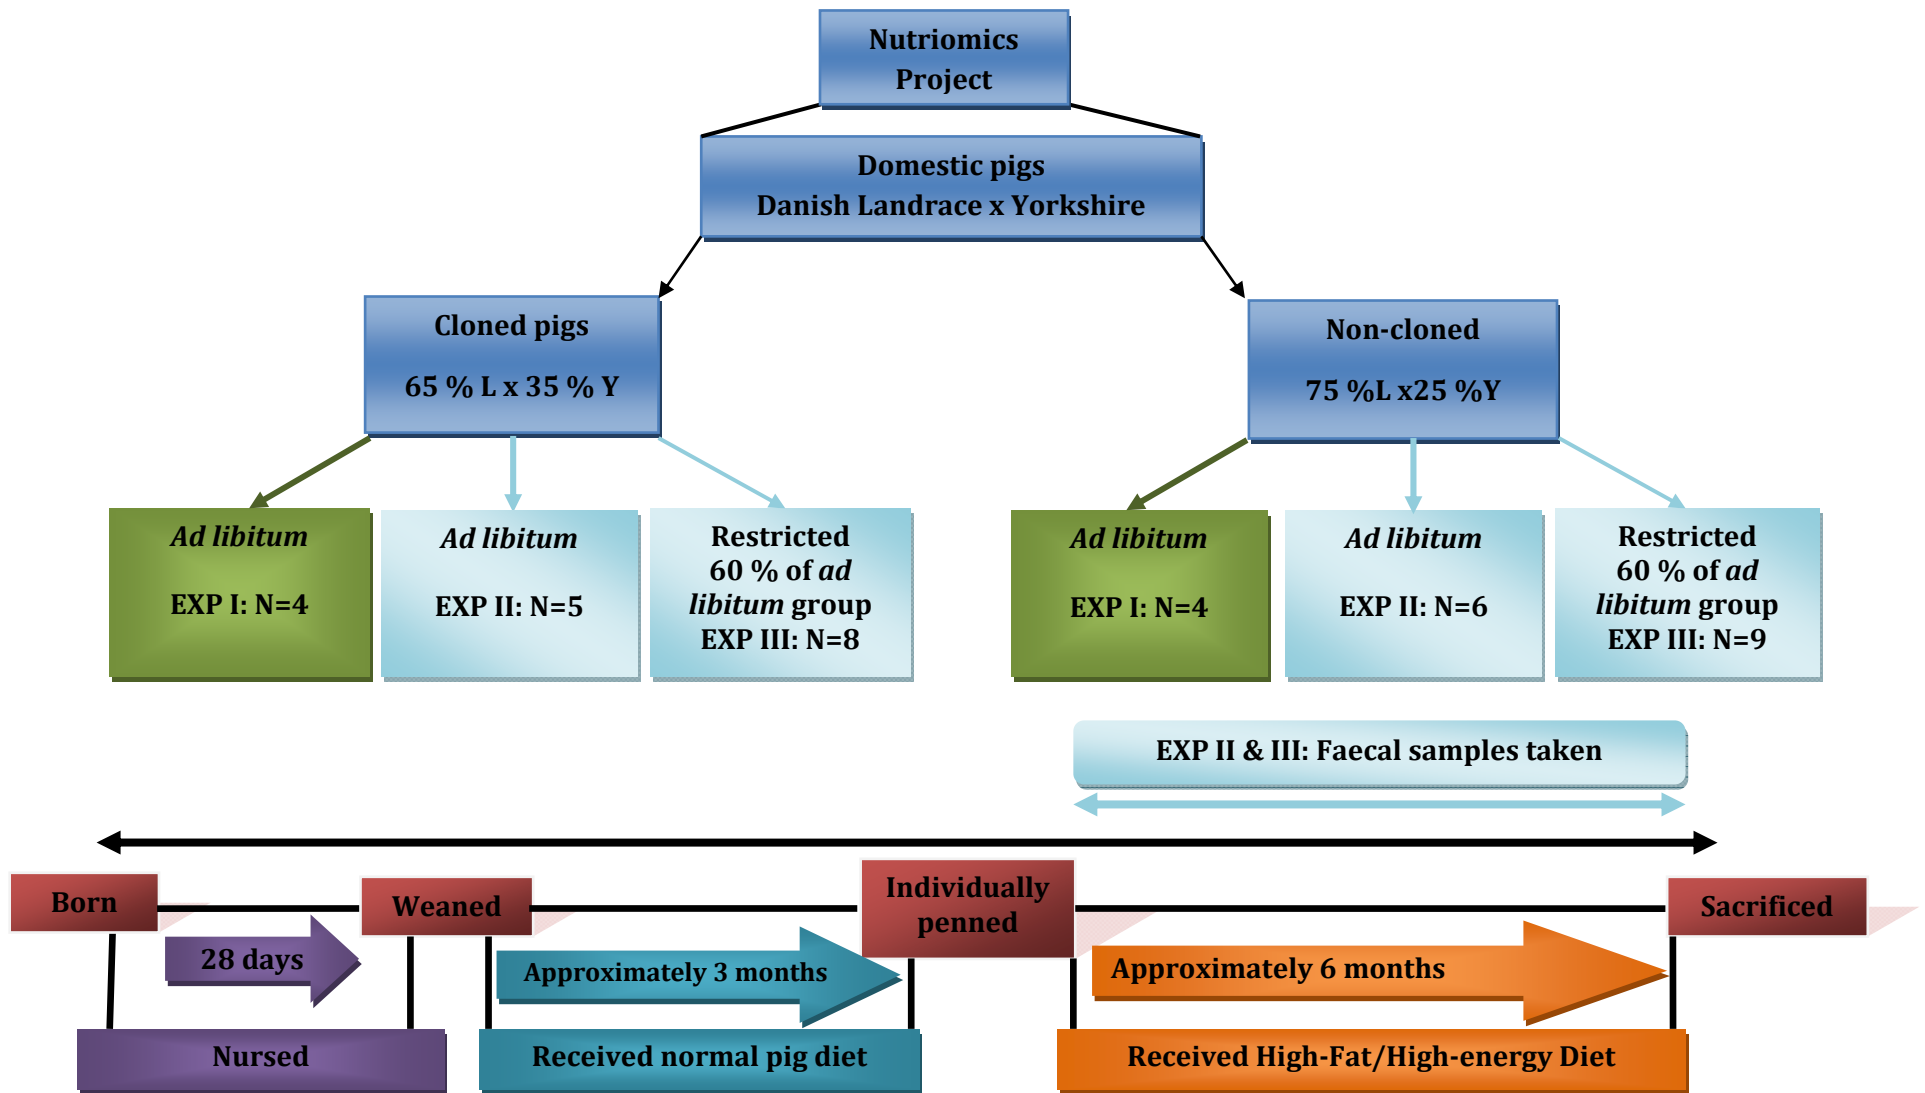 Nutriomics
Project
Domestic pigs
Danish Landrace x Yorkshire
Cloned pigs
65 % L x 35 % Y
Non-cloned
75 %L x25 %Y
Ad libitum
EXP I: N=4
Ad libitum
EXP II: N=5
Restricted
60 % of ad
libitum group
EXP III: N=8
Ad libitum
EXP I: N=4
Ad libitum
EXP II: N=6
Restricted
60 % of ad
libitum group
EXP III: N=9
EXP II & III: Faecal samples taken
Born
Weaned
Individually
penned
Sacrificed
28 days
Approximately 3 months
Approximately 6 months
Nursed
Received normal pig diet
Received High-Fat/High-energy Diet